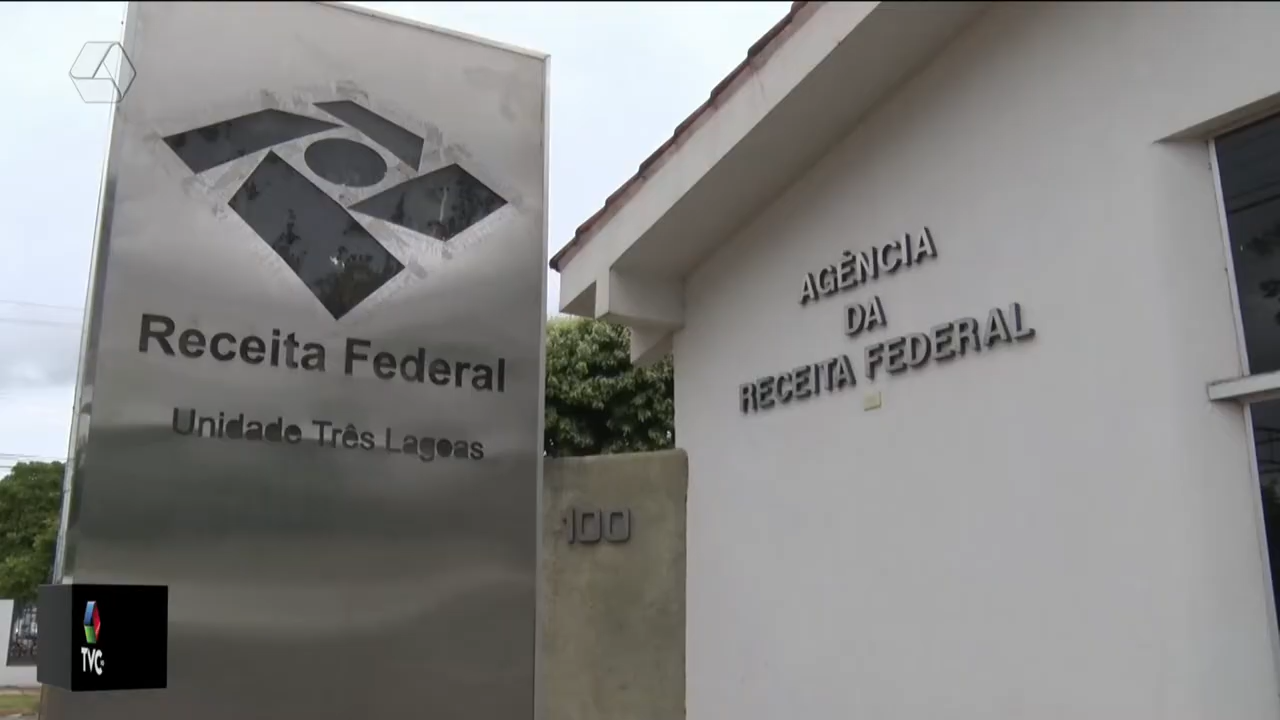 Receita Federal
Unidade Três Lagoas
AGÊNCIA
DA
RECEITA FEDERAL
100
TVC